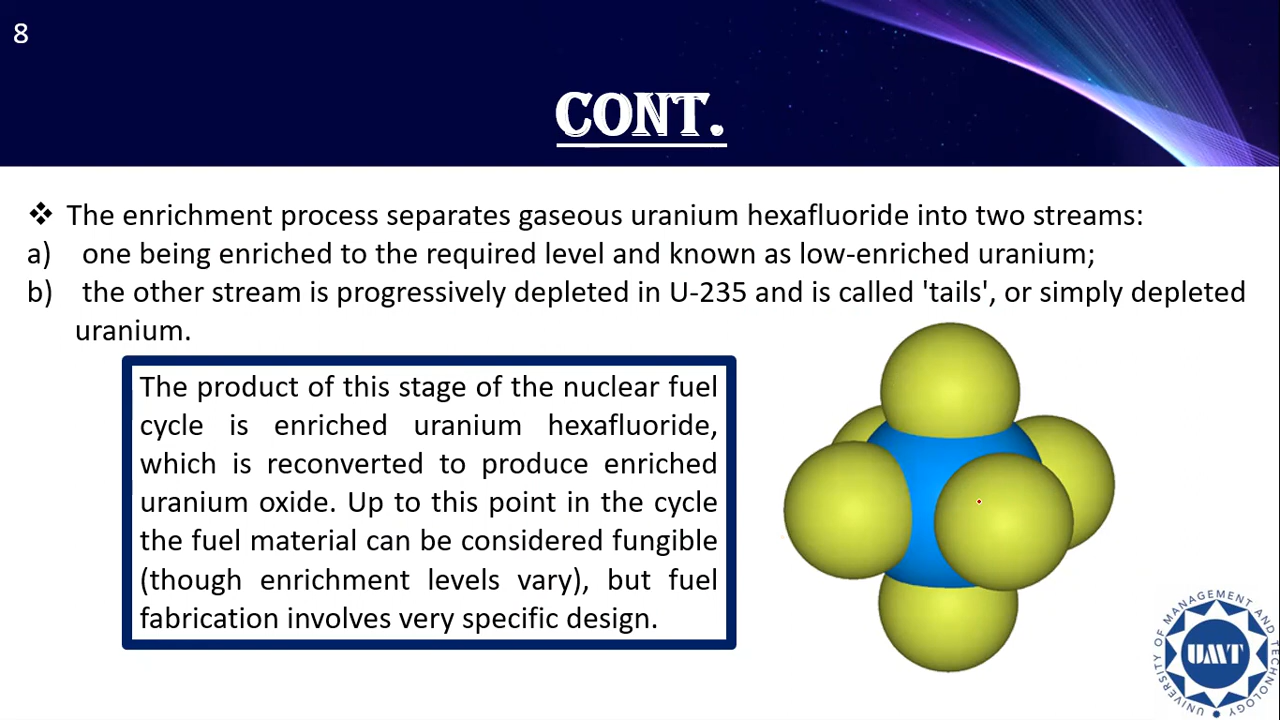 8
CONT.
❖ The enrichment process separates gaseous uranium hexafluoride into two streams:
a) one being enriched to the required level and known as low-enriched uranium;
b) the other stream is progressively depleted in U-235 and is called 'tails', or simply depleted
uranium.
The product of this stage of the nuclear fuel
cycle is enriched uranium hexafluoride,
which is reconverted to produce enriched
uranium oxide. Up to this point in the cycle
the fuel material can be considered fungible
(though enrichment levels vary), but fuel
fabrication involves very specific design.
UNIVERSITY OF MANAGEMENT AND TECHNOLOGY
UMT